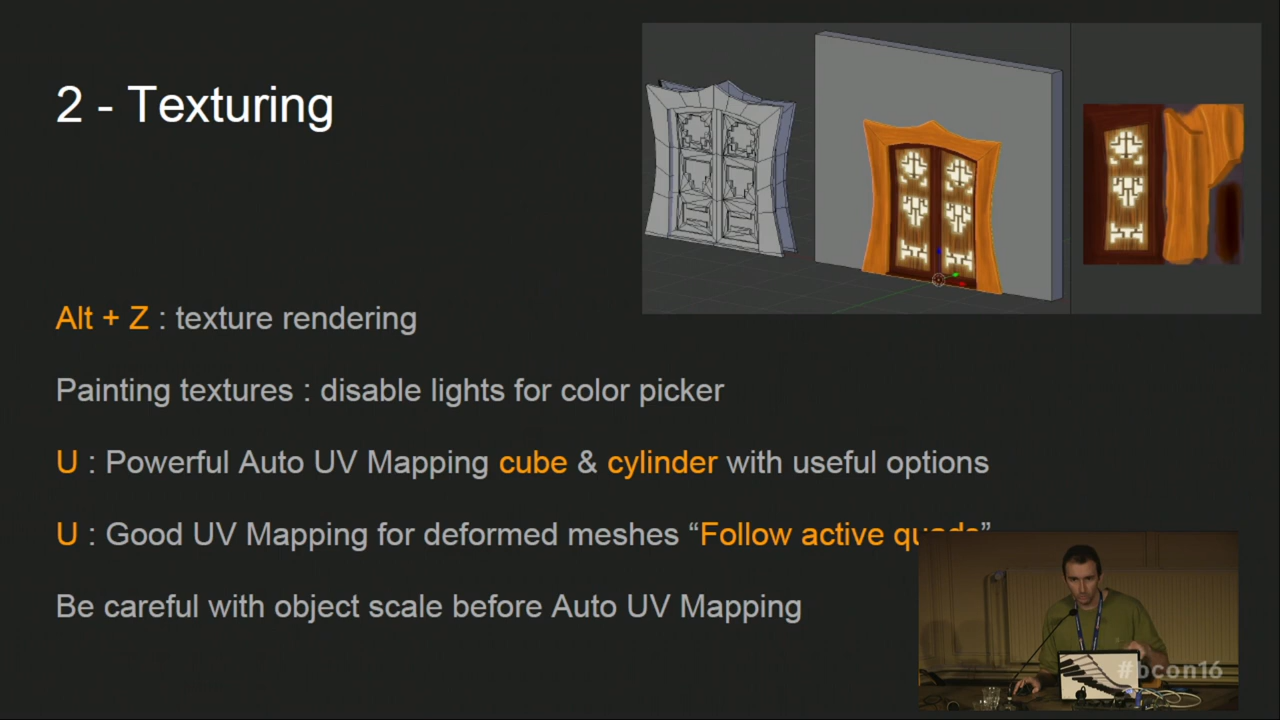 2 - Texturing
Alt + Z : texture rendering
Painting textures : disable lights for color picker
U : Powerful Auto UV Mapping cube & cylinder with useful options
U : Good UV Mapping for deformed meshes “Follow active quads”
Be careful with object scale before Auto UV Mapping
#bcon16